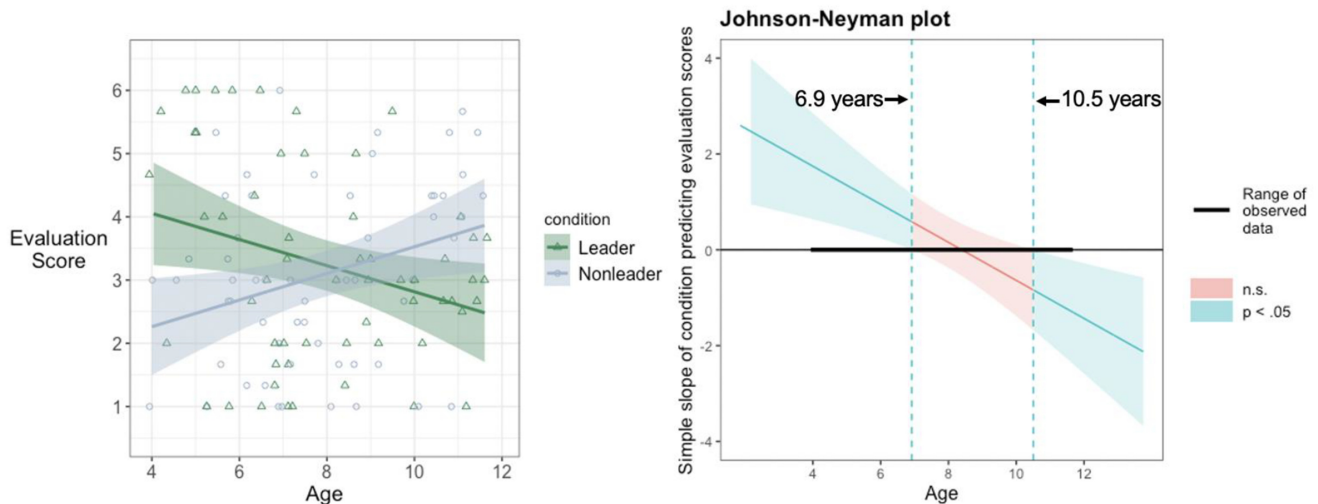 6
5
4
3
2
1
Evaluation
Score
4
6
8
10
12
Age
condition
Leader
Nonleader
Johnson-Neyman plot
Simple slope of condition predicting evaluation scores
4
2
0
-2
-4
6.9 years
10.5 years
4
6
8
10
12
Age
Range of
observed
data
n.s.
p < .05